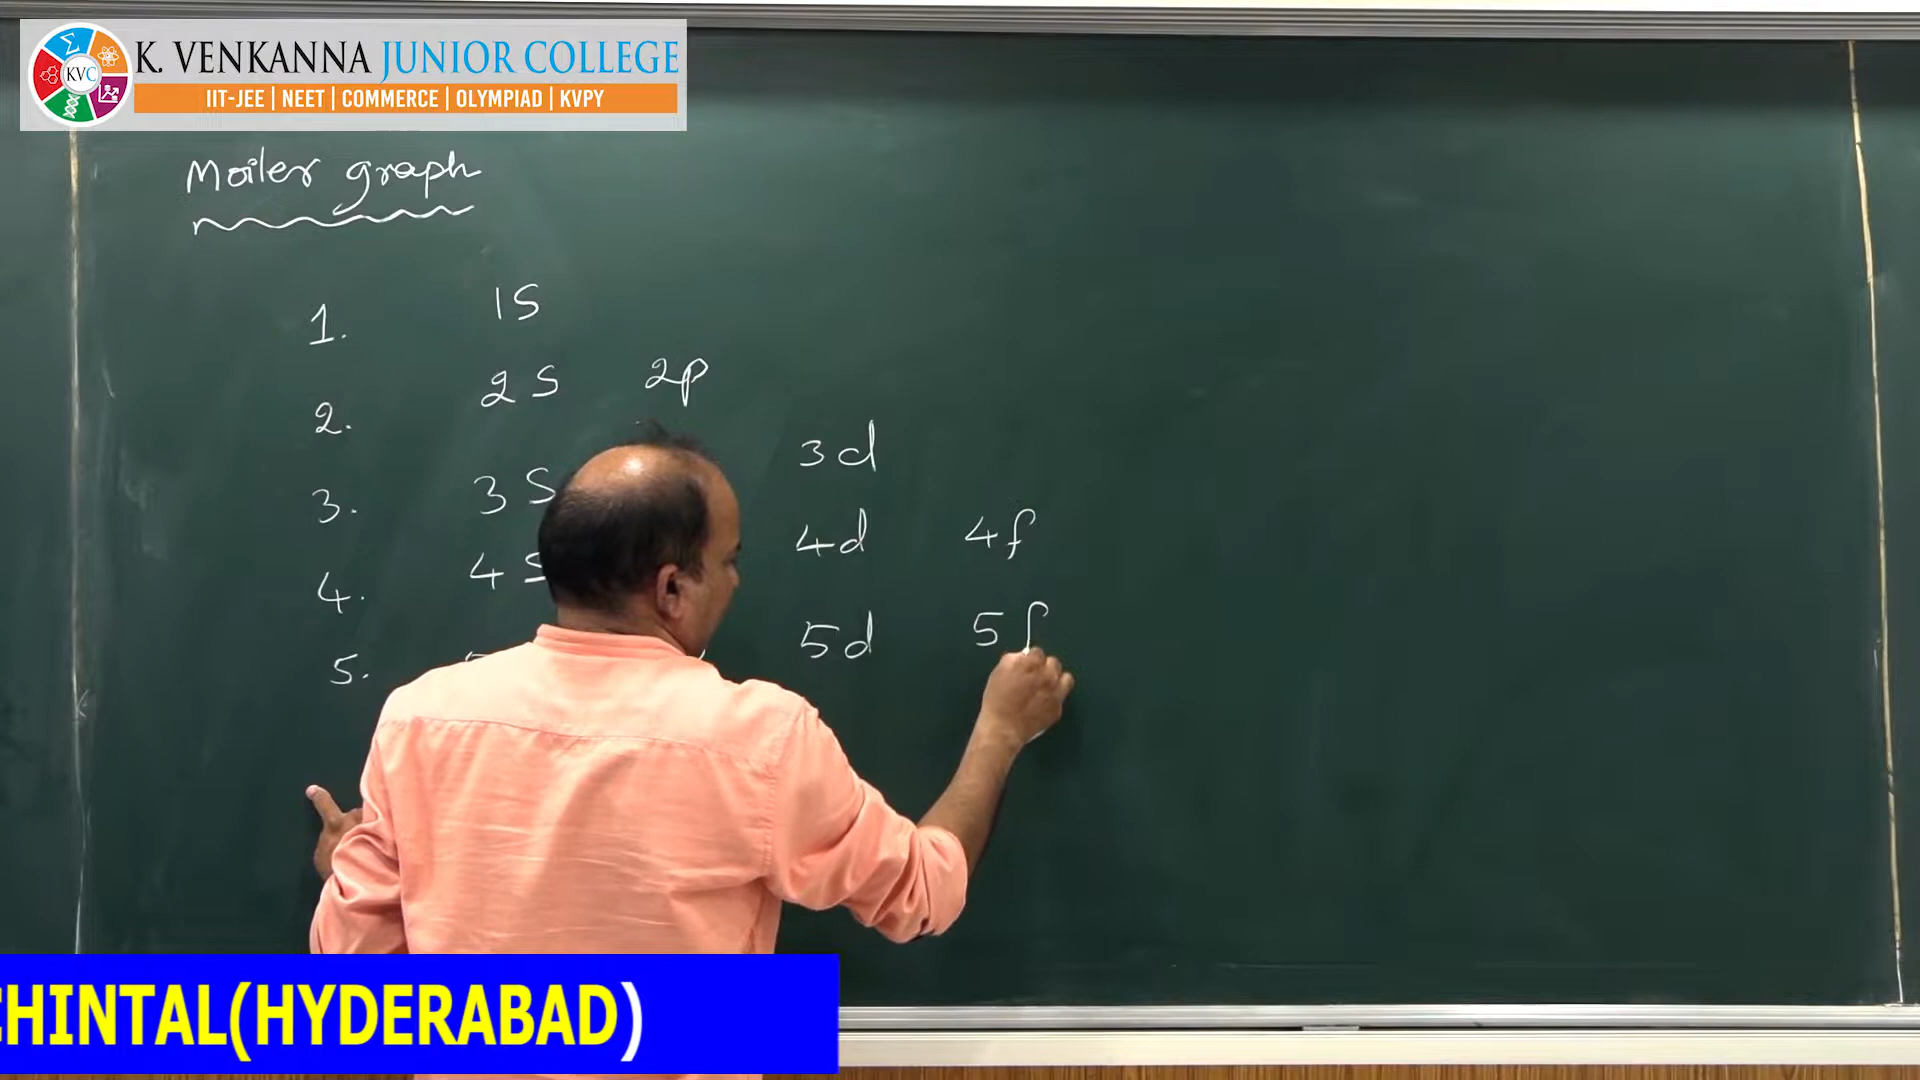 KVC
K. VENKANNA JUNIOR COLLEGE
IIT-JEE | NEET | COMMERCE | OLYMPIAD | KVPY
Moiler graph
1. 1S
2. 2S 2p
3. 3S 3d
4. 4S 4d 4f
5. 5d 5f
CHINTAL(HYDERABAD)